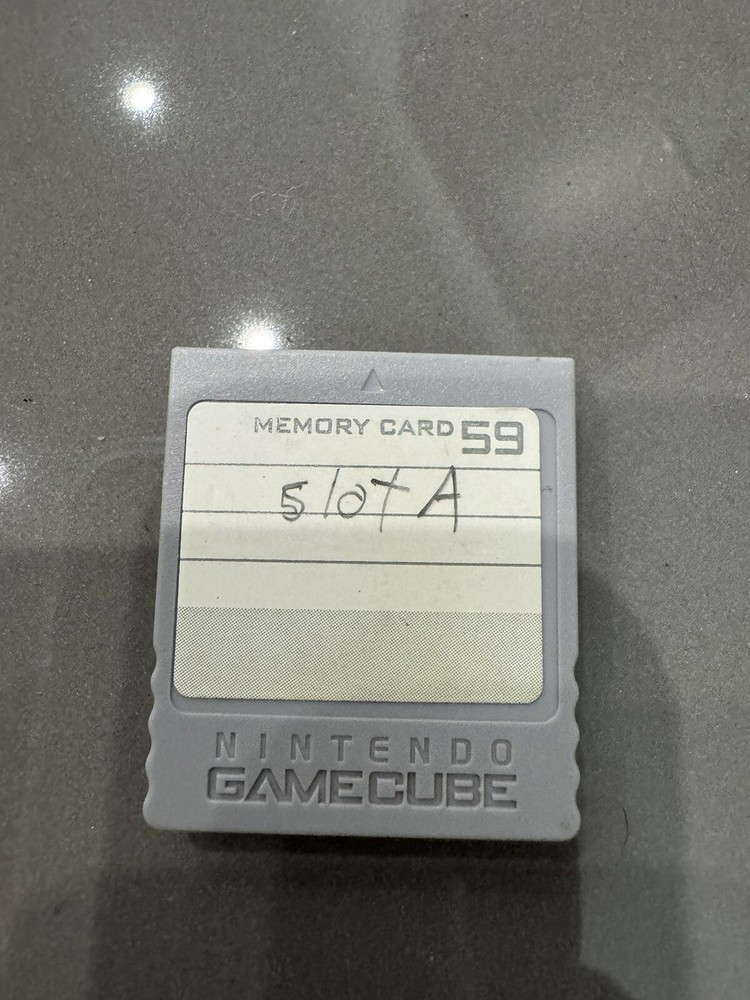 MEMORY CARD 59
slot A
NINTENDO
GAMECUBE